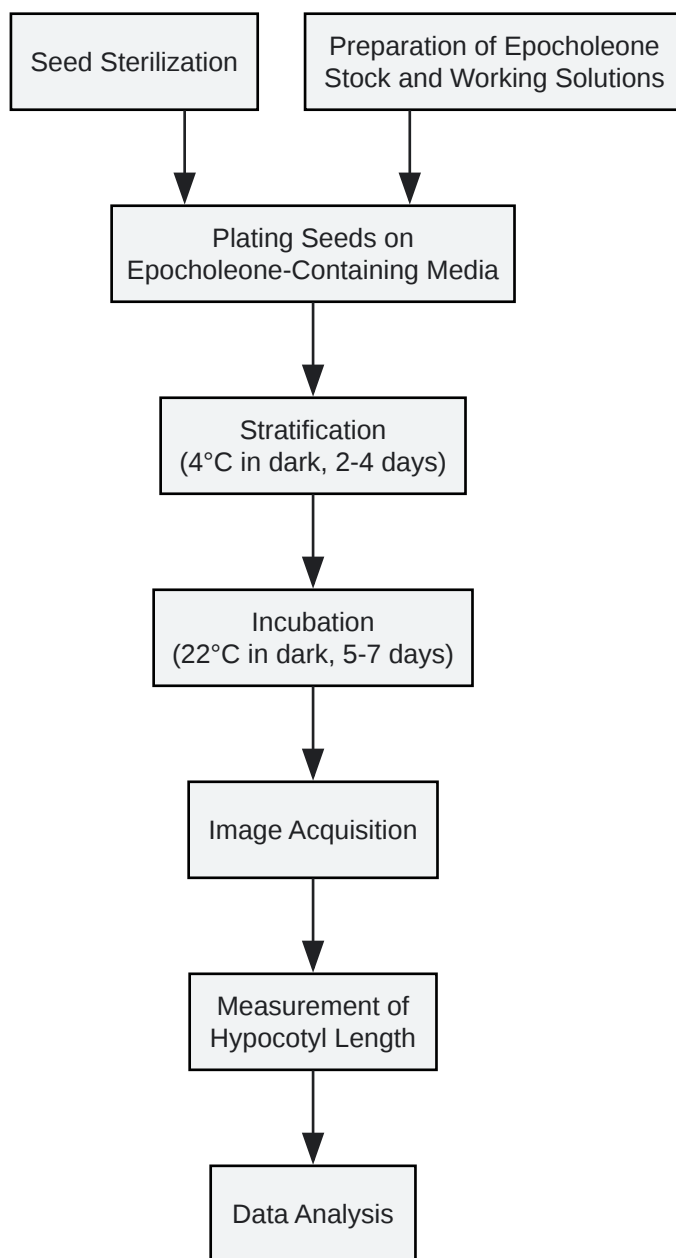 Seed Sterilization
Preparation of Epocholeone
Stock and Working Solutions
Plating Seeds on
Epocholeone-Containing Media
Stratification
(4°C in dark, 2-4 days)
Incubation
(22°C in dark, 5-7 days)
Image Acquisition
Measurement of
Hypocotyl Length
Data Analysis